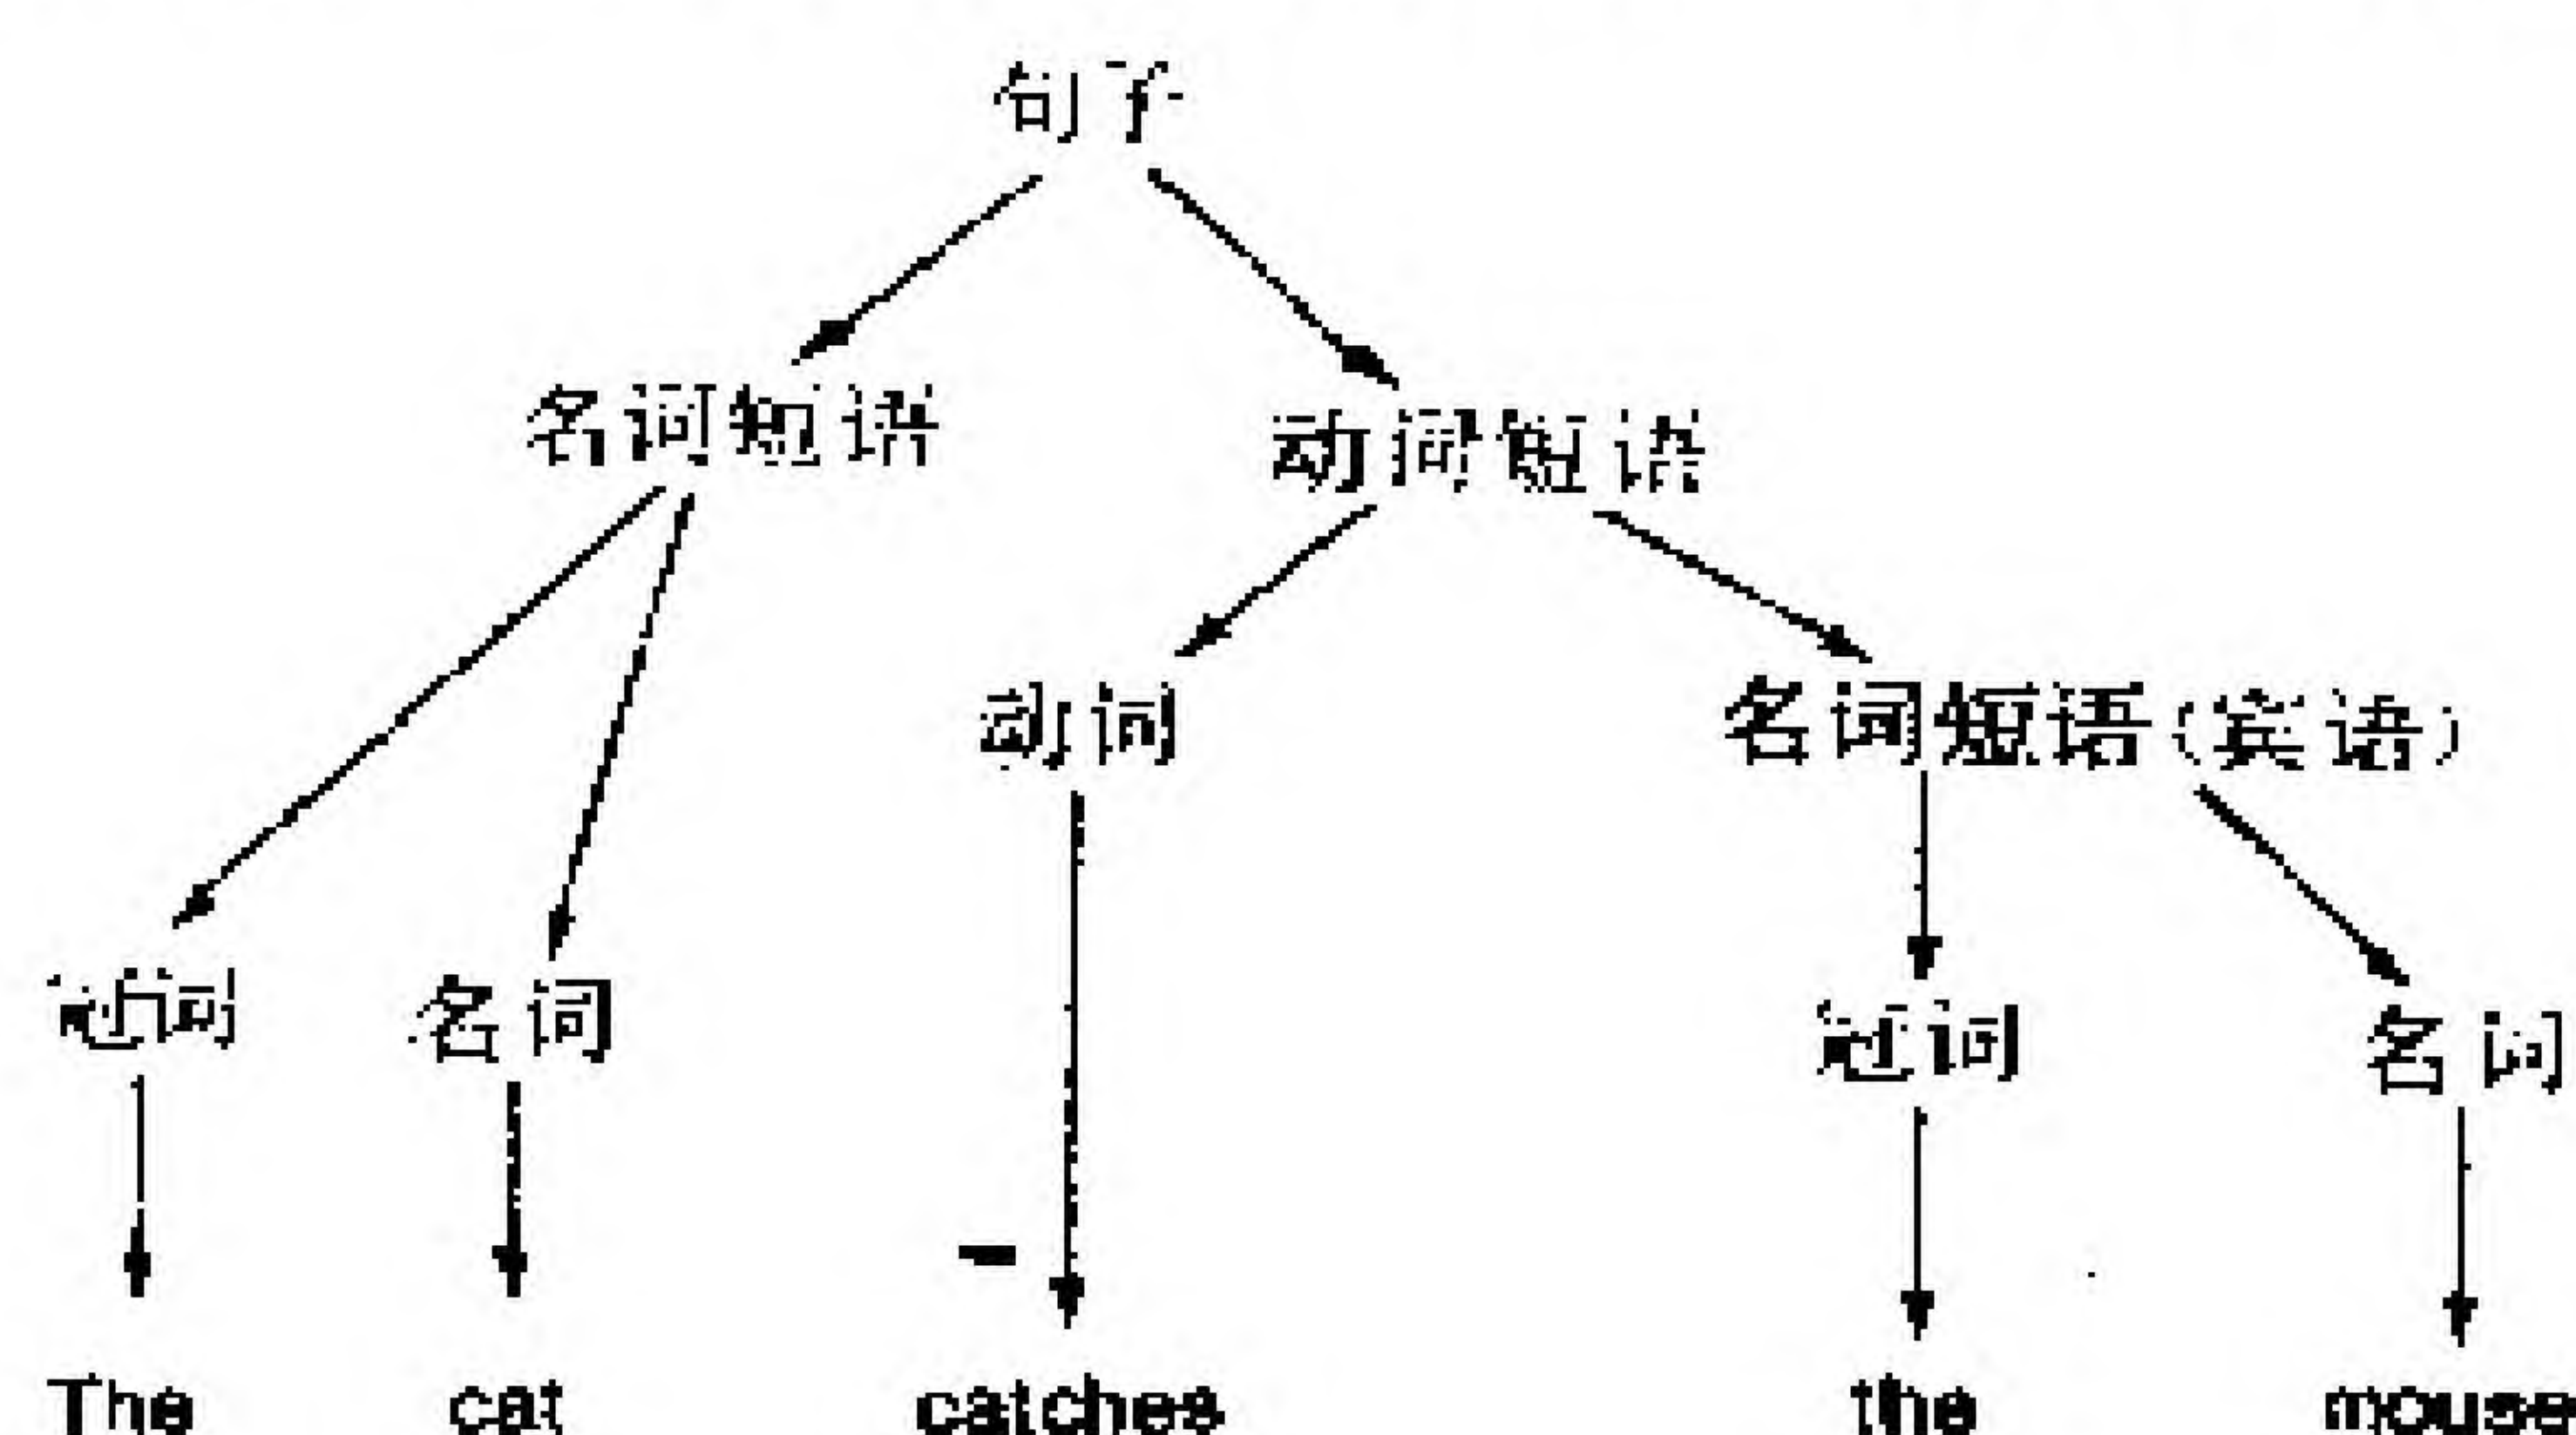 句子
名词短语 动词短语
动词 名词短语(宾语)
冠词 名词 冠词 名词
The cat catches the mouse